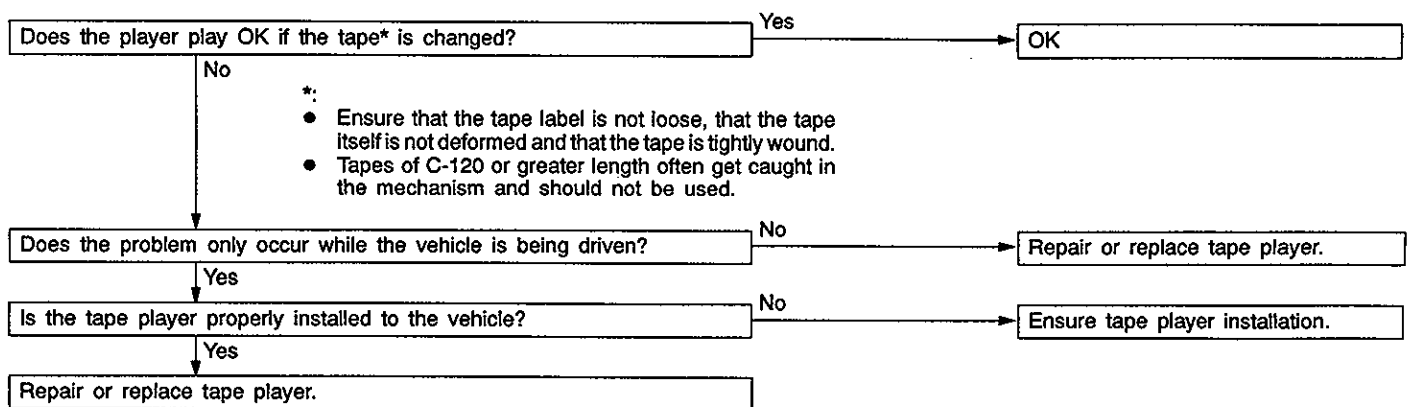 Does the player play OK if the tape* is changed?
Yes
OK
No
*:
● Ensure that the tape label is not loose, that the tape
itself is not deformed and that the tape is tightly wound.
● Tapes of C-120 or greater length often get caught in
the mechanism and should not be used.
Does the problem only occur while the vehicle is being driven?
No
Repair or replace tape player.
Yes
Is the tape player properly installed to the vehicle?
No
Ensure tape player installation.
Yes
Repair or replace tape player.